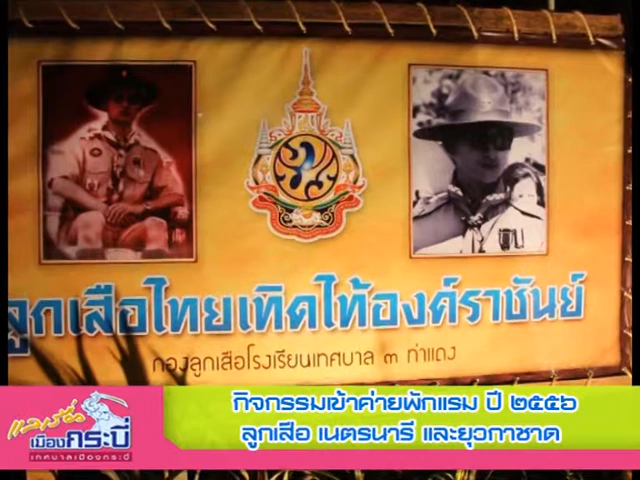 ลูกเสือไทยเทิดไท้องค์ราชันย์
กองลูกเสือโรงเรียนเทศบาล ๓ ท่าแดง
กิจกรรมเข้าค่ายพักแรม ปี ๒๕๕๖
ลูกเสือ เนตรนารี และยุวกาชาด
แลเรื่อง
เมืองกระบี่
เทศบาลเมืองกระบี่